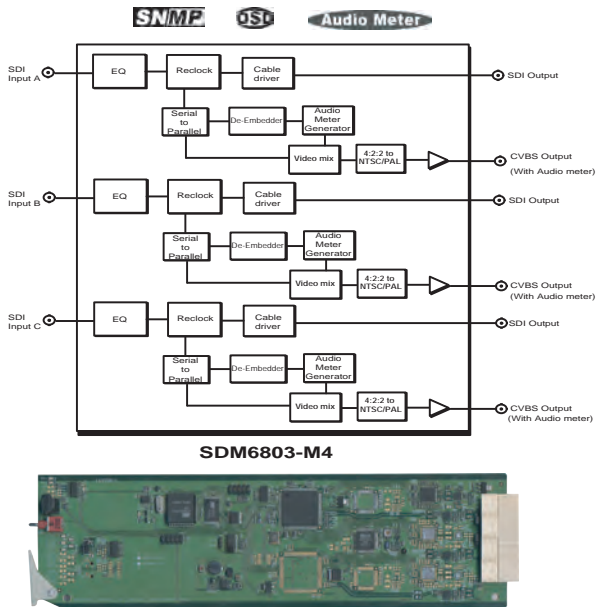 SNMP OSD Audio Meter
SDI
Input A
EQ
Reclock
Cable
driver
SDI Output
Serial
to
Parallel
De-Embedder
Audio
Meter
Generator
Video mix
4:2:2 to
NTSC/PAL
CVBS Output
(With Audio meter)
SDI
Input B
EQ
Reclock
Cable
driver
SDI Output
Serial
to
Parallel
De-Embedder
Audio
Meter
Generator
Video mix
4:2:2 to
NTSC/PAL
CVBS Output
(With Audio meter)
SDI
Input C
EQ
Reclock
Cable
driver
SDI Output
Serial
to
Parallel
De-Embedder
Audio
Meter
Generator
Video mix
4:2:2 to
NTSC/PAL
CVBS Output
(With Audio meter)
SDM6803-M4